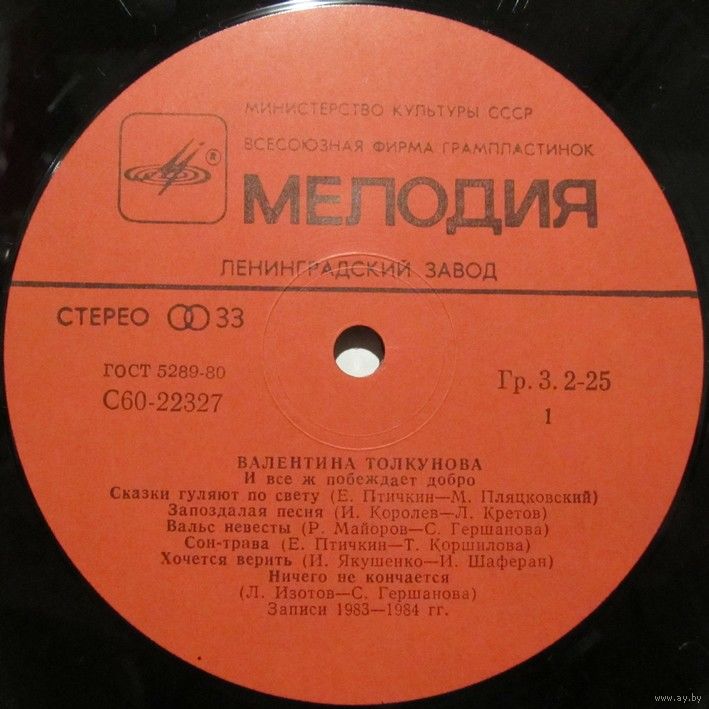 МИНИСТЕРСТВО КУЛЬТУРЫ СССР
ВСЕСОЮЗНАЯ ФИРМА ГРАМПЛАСТИНОК
®
МЕЛОДИЯ
ЛЕНИНГРАДСКИЙ ЗАВОД
СТЕРЕО 33
ГОСТ 5289-80
С60-22327
Гр. 3. 2-25
1
ВАЛЕНТИНА ТОЛКУНОВА
И все ж побеждает добро
Сказки гуляют по свету (Е. Птичкин—М. Пляцковский)
Запоздалая песня (И. Королев—Л. Кретов)
Вальс невесты (Р. Майоров—С. Гершанова)
Сон-трава (Е. Птичкин—Т. Коршилова)
Хочется верить (И. Якушенко—И. Шаферан)
Ничего не кончается
(Л. Изотов—С. Гершанова)
Записи 1983—1984 гг.
www.ay.by